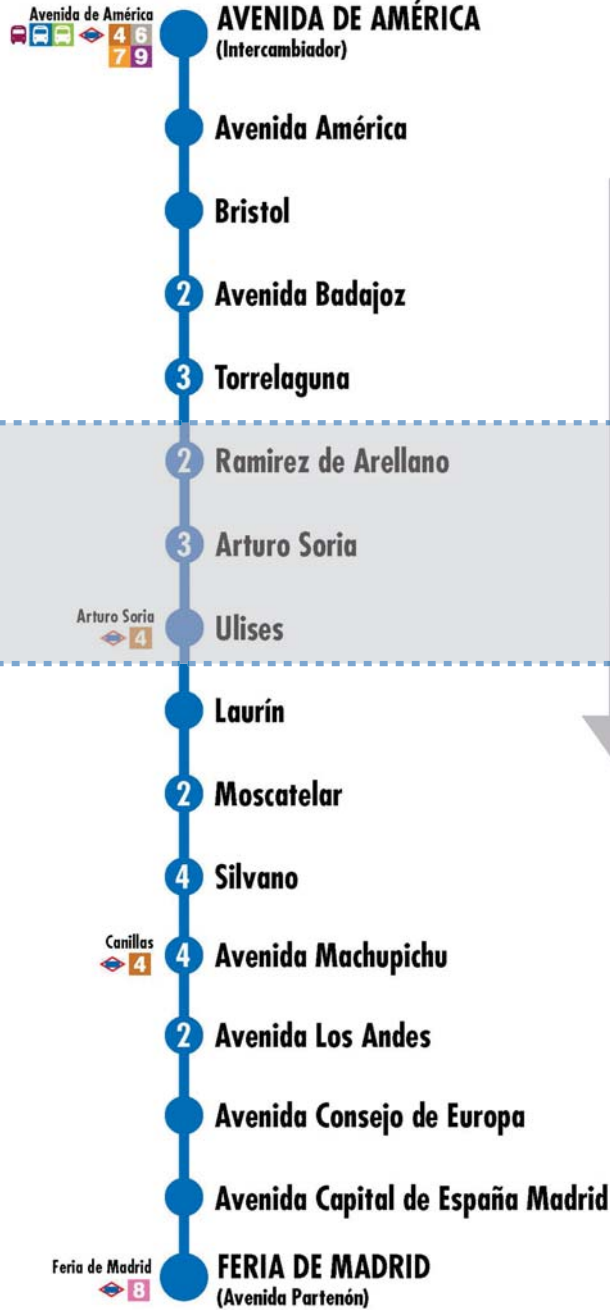 Avenida de América
4 6
7 9
AVENIDA DE AMÉRICA
(Intercambiador)
Avenida América
Bristol
2 Avenida Badajoz
3 Torrelaguna
2 Ramirez de Arellano
3 Arturo Soria
Arturo Soria
4
Ulises
Laurín
2 Moscatelar
4 Silvano
Canillas
4
4 Avenida Machupichu
2 Avenida Los Andes
Avenida Consejo de Europa
Avenida Capital de España Madrid
Feria de Madrid
8
FERIA DE MADRID
(Avenida Partenón)